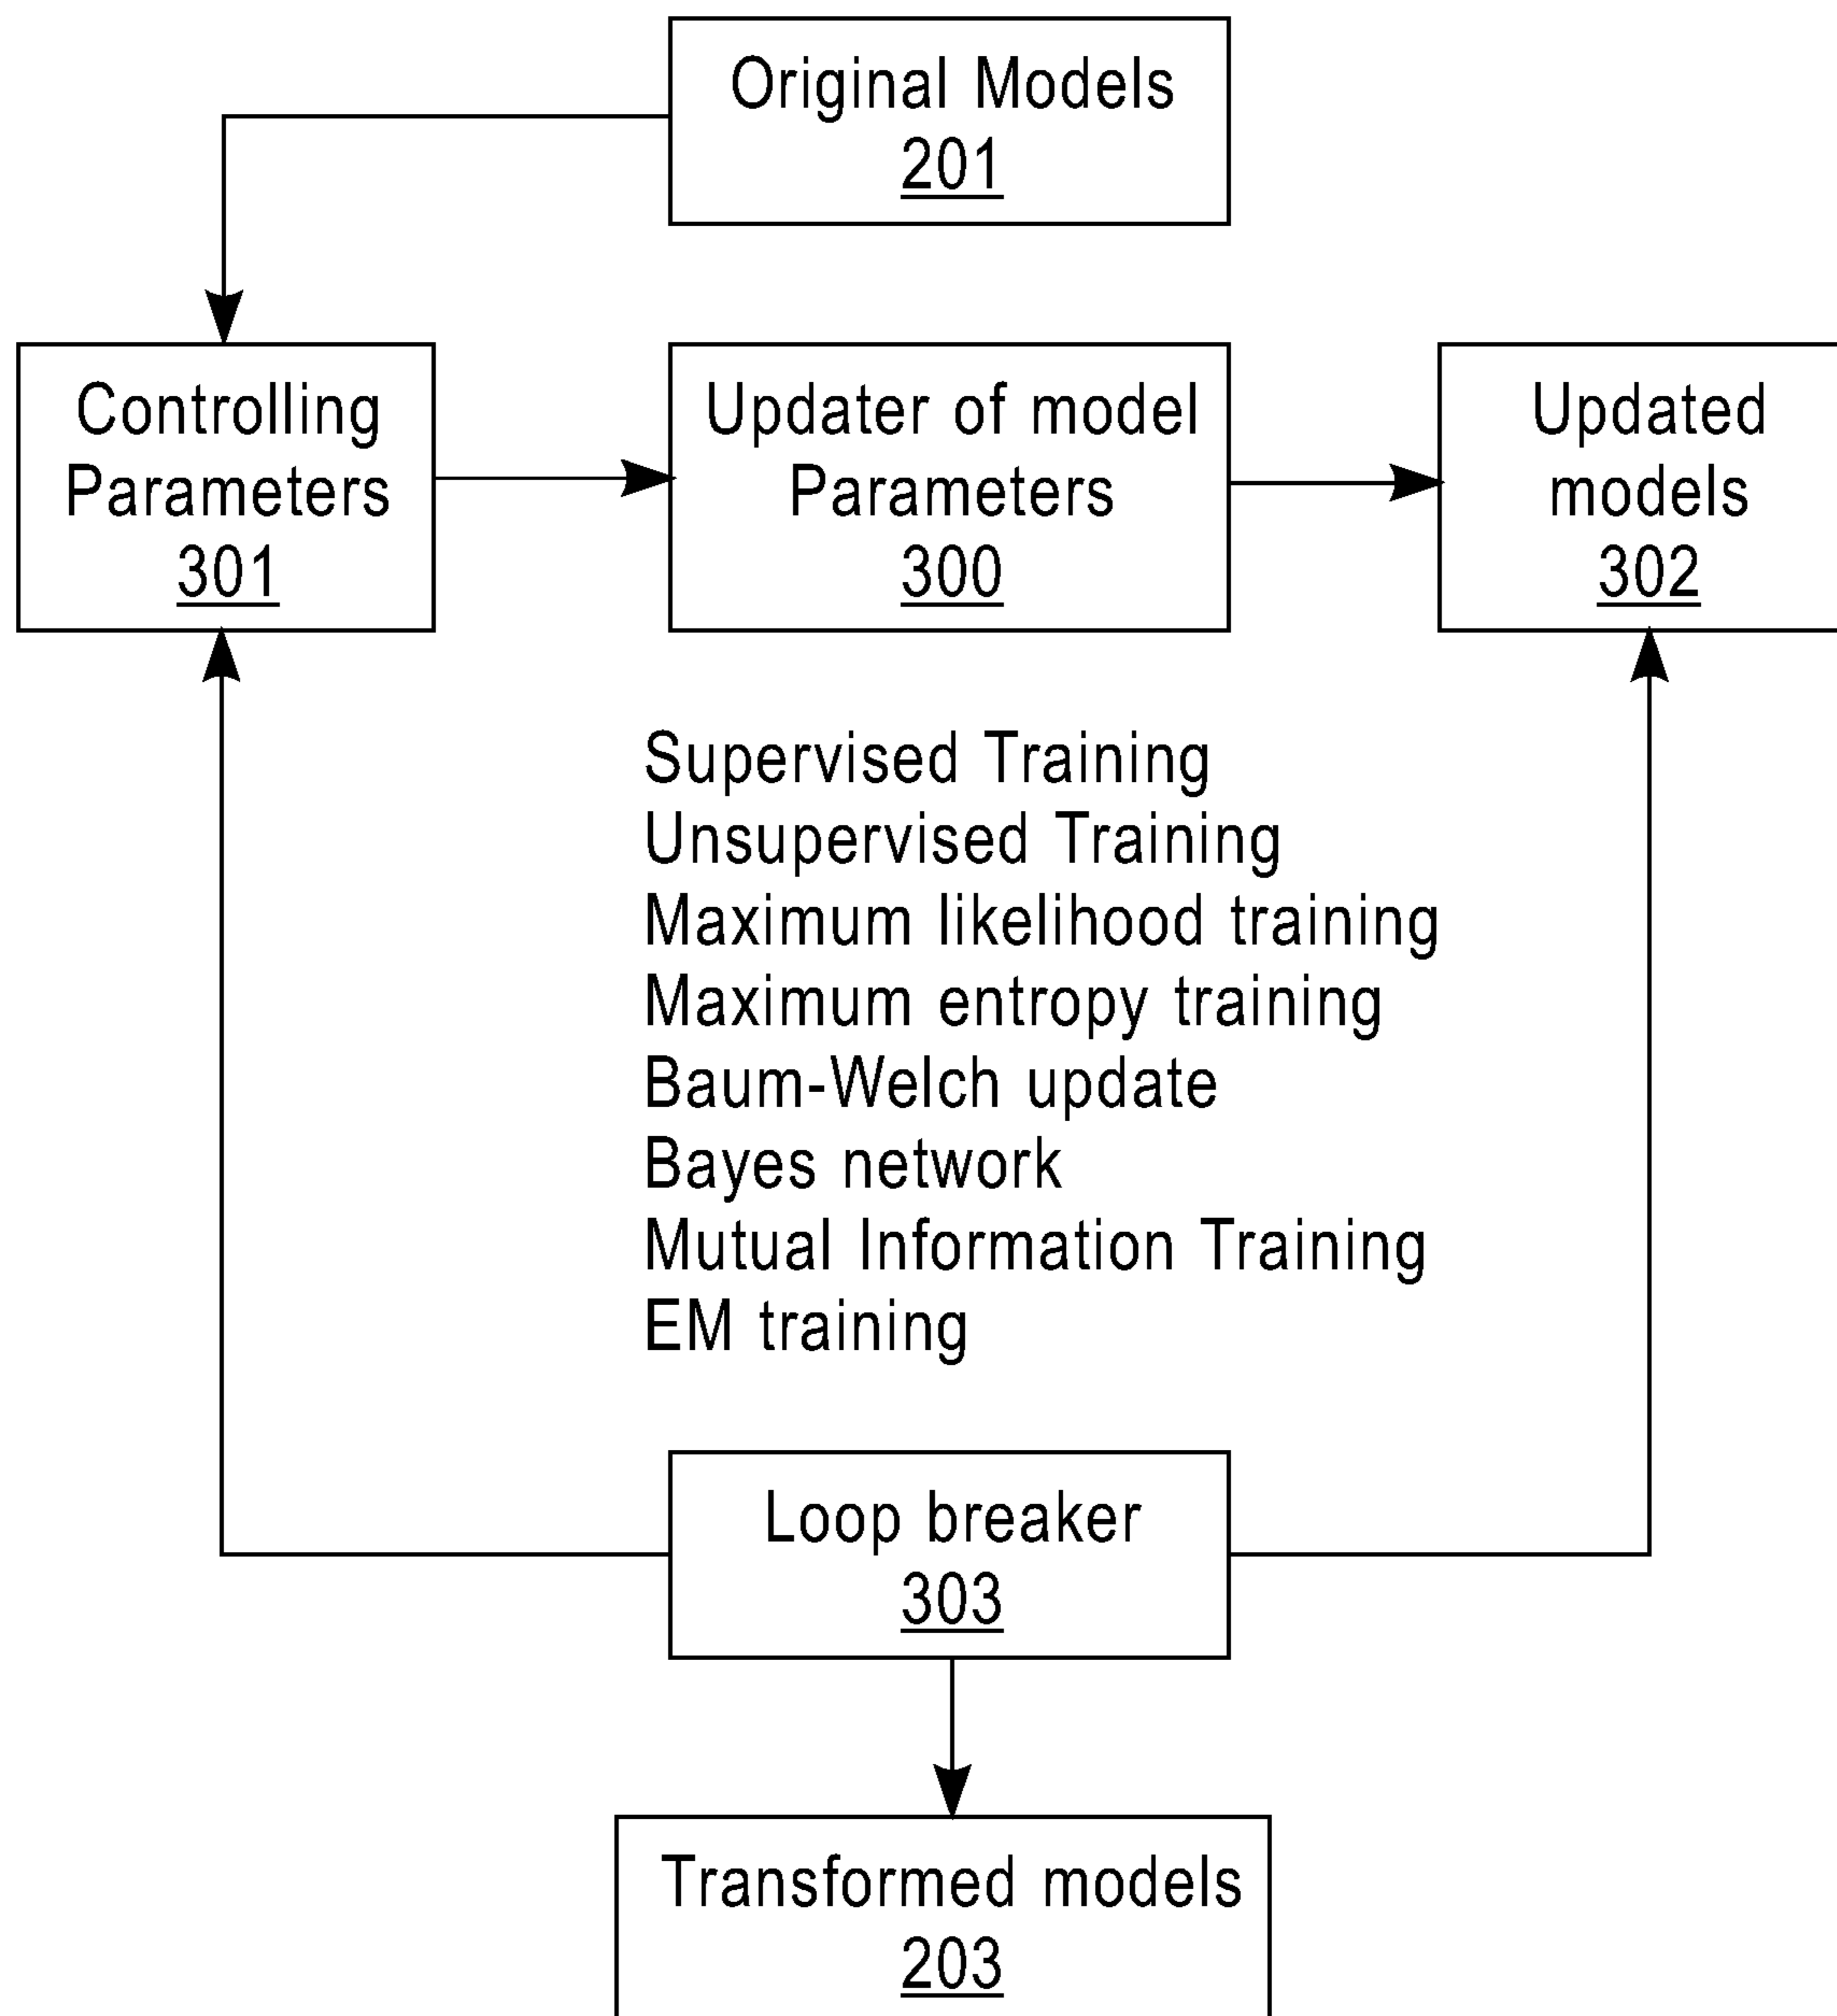 Original Models
201
Controlling
Parameters
301
Updater of model
Parameters
300
Updated
models
302
Supervised Training
Unsupervised Training
Maximum likelihood training
Maximum entropy training
Baum-Welch update
Bayes network
Mutual Information Training
EM training
Loop breaker
303
Transformed models
203